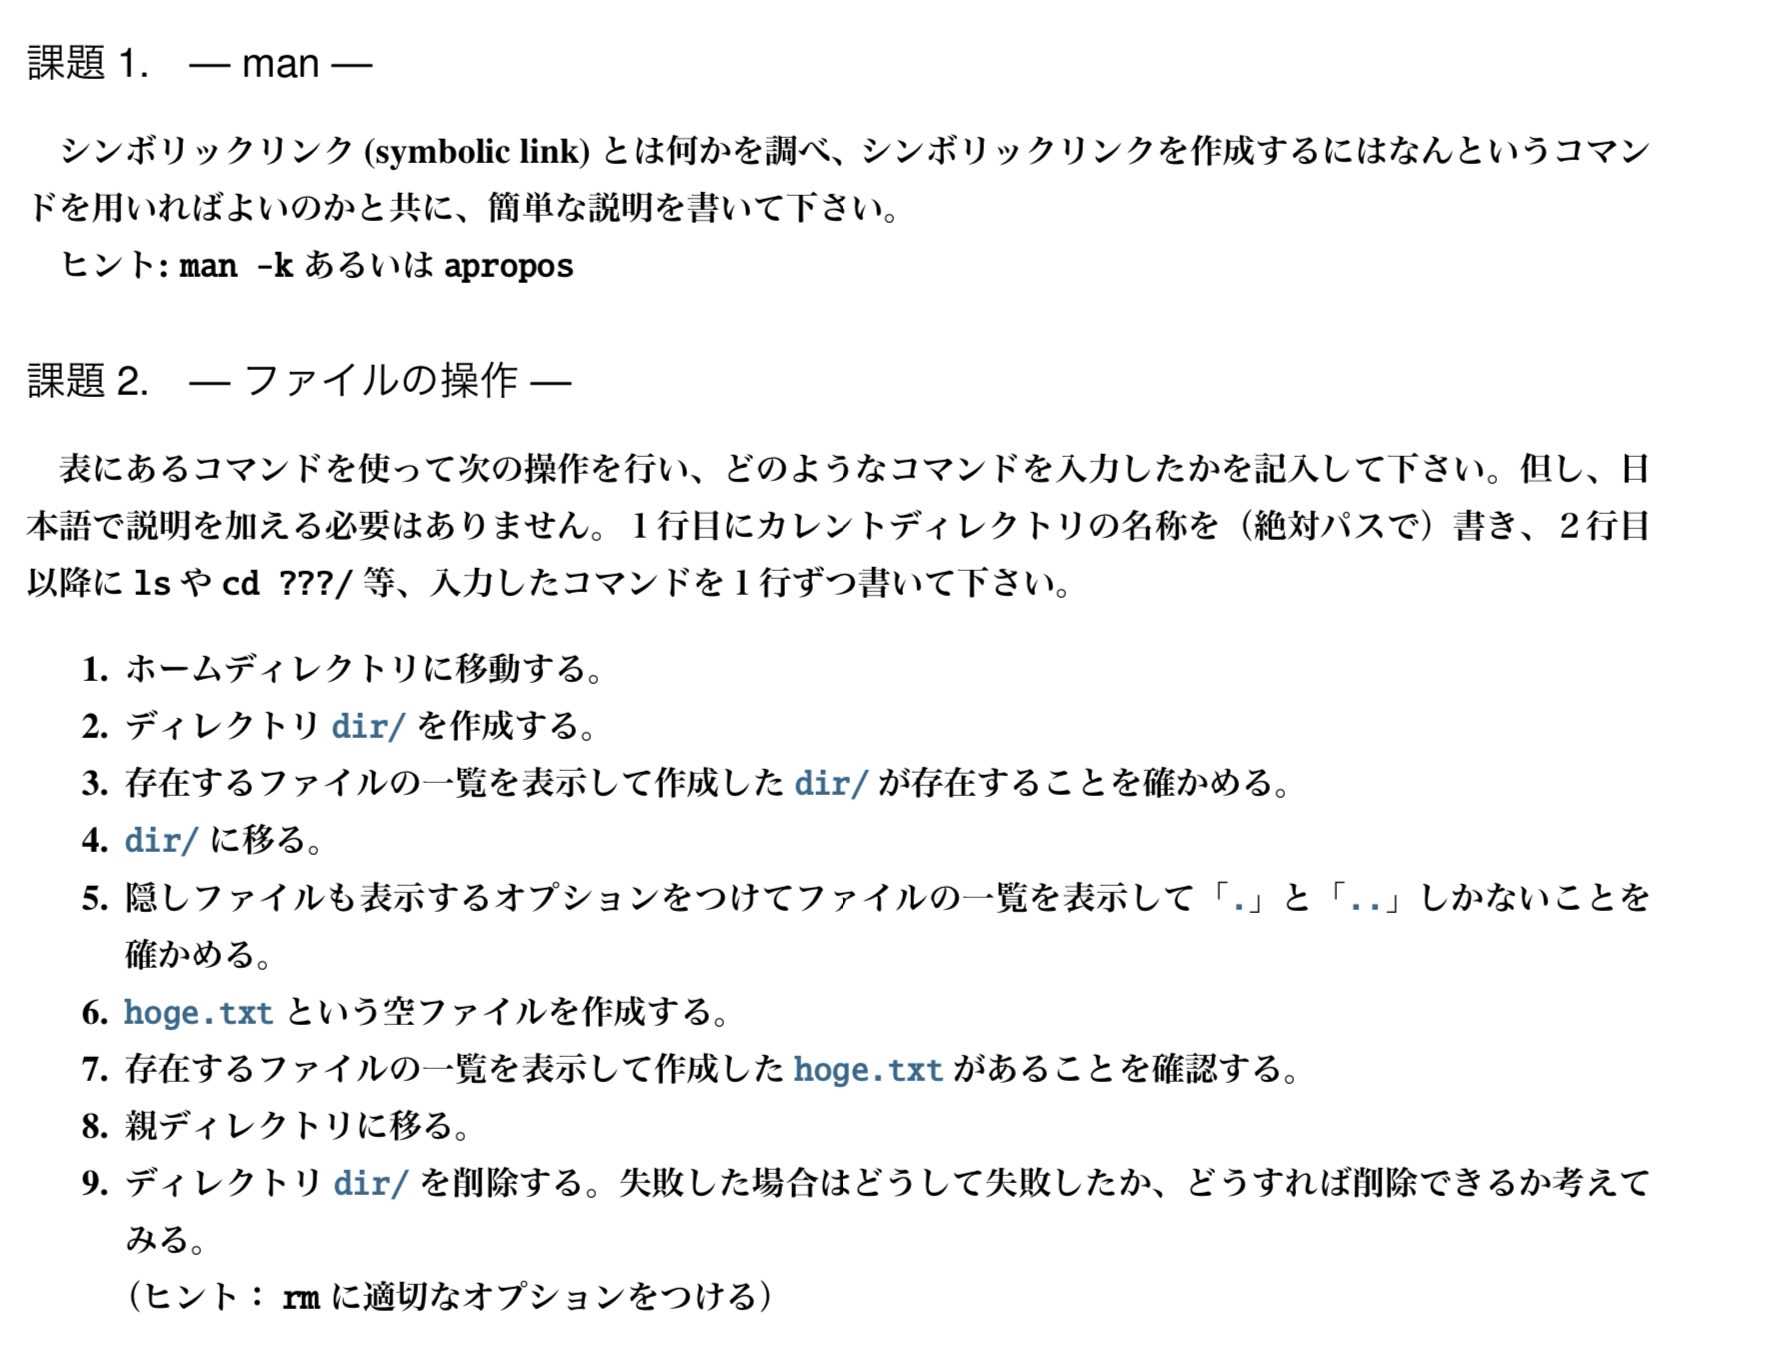 課題 1. — man —
シンボリックリンク (symbolic link) とは何かを調べ、シンボリックリンクを作成するにはなんというコマン
ドを用いればよいのかと共に、簡単な説明を書いて下さい。
ヒント: man -k あるいは apropos
課題 2. — ファイルの操作 —
表にあるコマンドを使って次の操作を行い、どのようなコマンドを入力したかを記入して下さい。但し、日
本語で説明を加える必要はありません。１行目にカレントディレクトリの名称を（絶対パスで）書き、２行目
以降に ls や cd ???/ 等、入力したコマンドを１行ずつ書いて下さい。
1. ホームディレクトリに移動する。
2. ディレクトリ dir/ を作成する。
3. 存在するファイルの一覧を表示して作成した dir/ が存在することを確かめる。
4. dir/ に移る。
5. 隠しファイルも表示するオプションをつけてファイルの一覧を表示して「.」と「..」しかないことを
確かめる。
6. hoge.txt という空ファイルを作成する。
7. 存在するファイルの一覧を表示して作成した hoge.txt があることを確認する。
8. 親ディレクトリに移る。
9. ディレクトリ dir/ を削除する。失敗した場合はどうして失敗したか、どうすれば削除できるか考えて
みる。
（ヒント： rm に適切なオプションをつける）